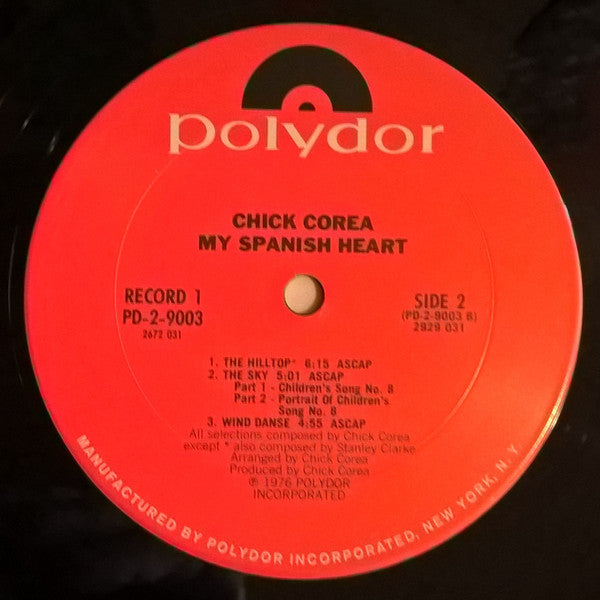 polydor
CHICK COREA
MY SPANISH HEART
RECORD 1
PD-2-9003
2672 031
SIDE 2
(PD-2-9003 B)
2929 031
1. THE HILLTOP* 6:15 ASCAP
2. THE SKY 5:01 ASCAP
Part 1 - Children's Song No. 8
Part 2 - Portrait Of Children's
Song No. 8
3. WIND DANSE 4:55 ASCAP
All selections composed by Chick Corea
except * also composed by Stanley Clarke
Arranged by Chick Corea
Produced by Chick Corea
℗ 1976 POLYDOR
INCORPORATED
MANUFACTURED BY POLYDOR INCORPORATED, NEW YORK, N.Y.